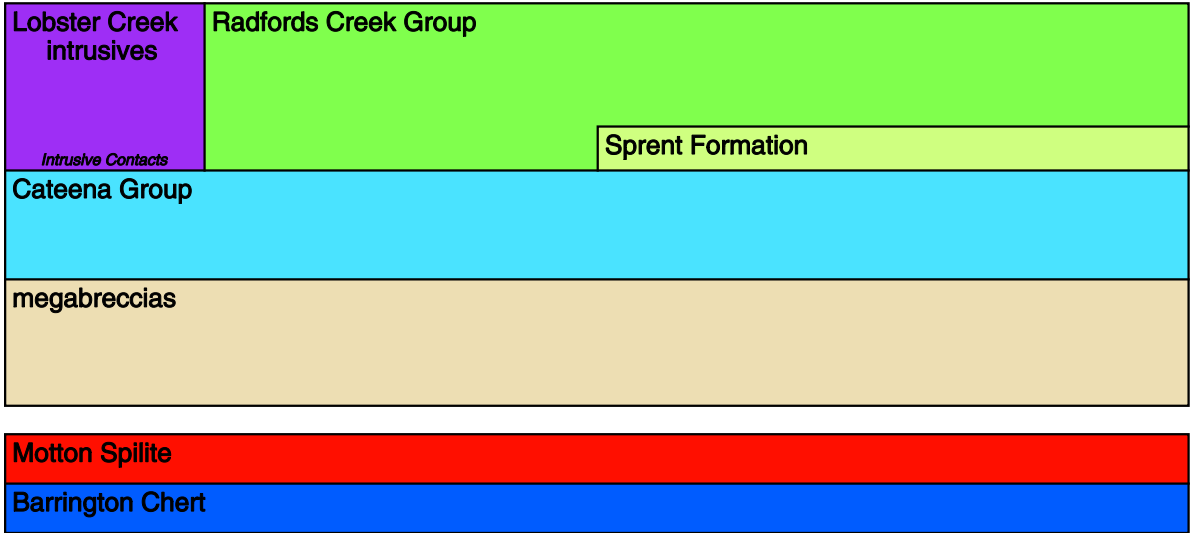 Lobster Creek
intrusives
Intrusive Contacts
Radfords Creek Group
Sprent Formation
Cateena Group
megabreccias
Motton Spilite
Barrington Chert